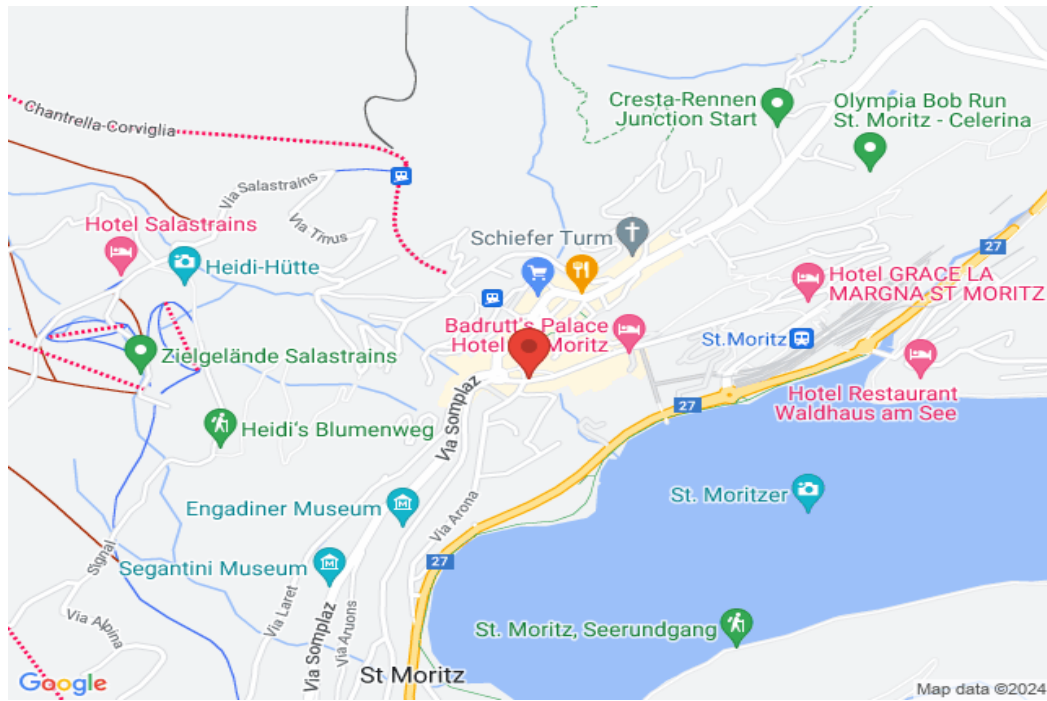 Chantrella-Corviglia
Cresta-Rennen
Junction Start
Olympia Bob Run
St. Moritz - Celerina
Via Salastrains
Via Tinus
Hotel Salastrains
Heidi-Hütte
Schiefer Turm
27
Hotel GRACE LA
MARGNA ST MORITZ
Badrutt's Palace
Hotel Moritz
St.Moritz
Zielgelände Salastrains
Hotel Restaurant
Waldhaus am See
27
Via Somplaz
Heidi's Blumenweg
St. Moritzer
Engadiner Museum
Via Arona
Signal
27
Segantini Museum
Via Laret
Via Somplaz
Via Aruons
Via Alpina
St. Moritz, Seerundgang
St Moritz
Google
Map data ©2024